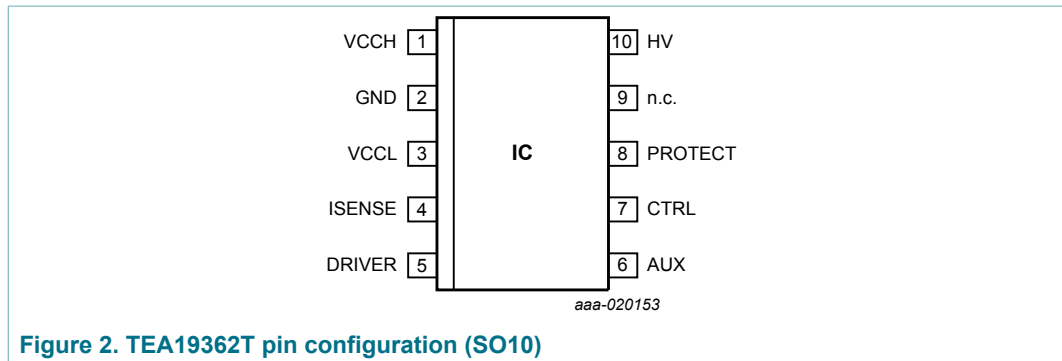 VCCH 1 10 HV
GND 2 9 n.c.
VCCL 3 IC 8 PROTECT
ISENSE 4 7 CTRL
DRIVER 5 6 AUX
aaa-020153
Figure 2. TEA19362T pin configuration (SO10)